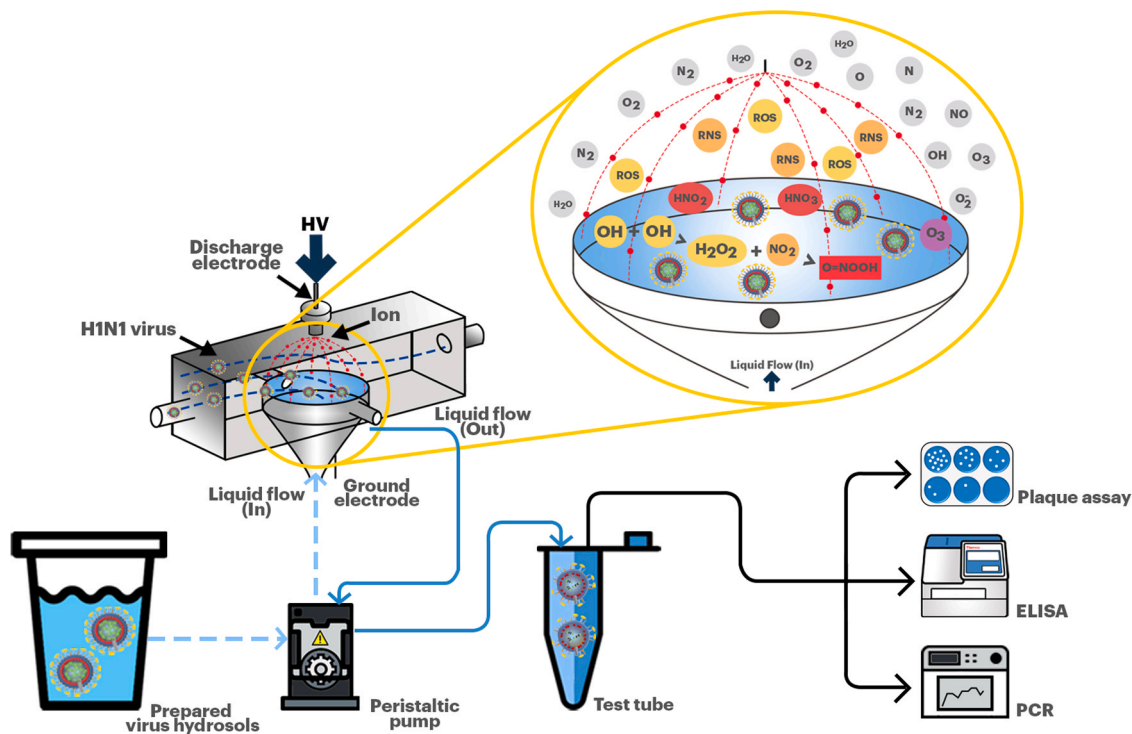 H₂O
O₂
H₂O
N₂
O
N
O₂
N₂
NO
ROS
RNS
RNS
N₂
OH
O₃
RNS
ROS
ROS
H₂O
HNO₂
HNO₃
O₂⁻
OH + OH
O₃
H₂O₂ + NO₂
O=NOOH
Liquid Flow (In)
HV
Discharge
electrode
Ion
H1N1 virus
Liquid flow
(Out)
Liquid flow
(In)
Ground
electrode
Plaque assay
ELISA
PCR
Prepared
virus hydrosols
Peristaltic
pump
Test tube